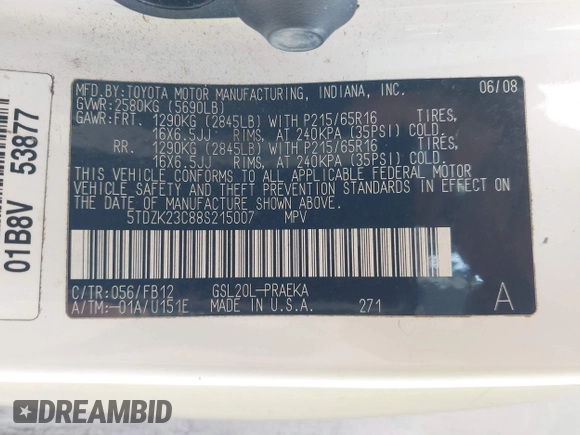 MFD.BY:TOYOTA MOTOR MANUFACTURING, INDIANA, INC. 06/08
GVWR:2580KG (5690LB)
GAWR:FRT. 1290KG (2845LB) WITH P215/65R16 TIRES,
16X6.5JJ RIMS, AT 240KPA (35PSI) COLD.
RR. 1290KG (2845LB) WITH P215/65R16 TIRES,
16X6.5JJ RIMS, AT 240KPA (35PSI) COLD.
THIS VEHICLE CONFORMS TO ALL APPLICABLE FEDERAL MOTOR
VEHICLE SAFETY AND THEFT PREVENTION STANDARDS IN EFFECT ON
THE DATE OF MANUFACTURE SHOWN ABOVE.
5TDZK23C88S215007 MPV
C/TR:056/FB12 GSL20L-PRAEKA
A/TM:-01A/U151E MADE IN U.S.A. 271 A
01B8V 53877
DREAMBID